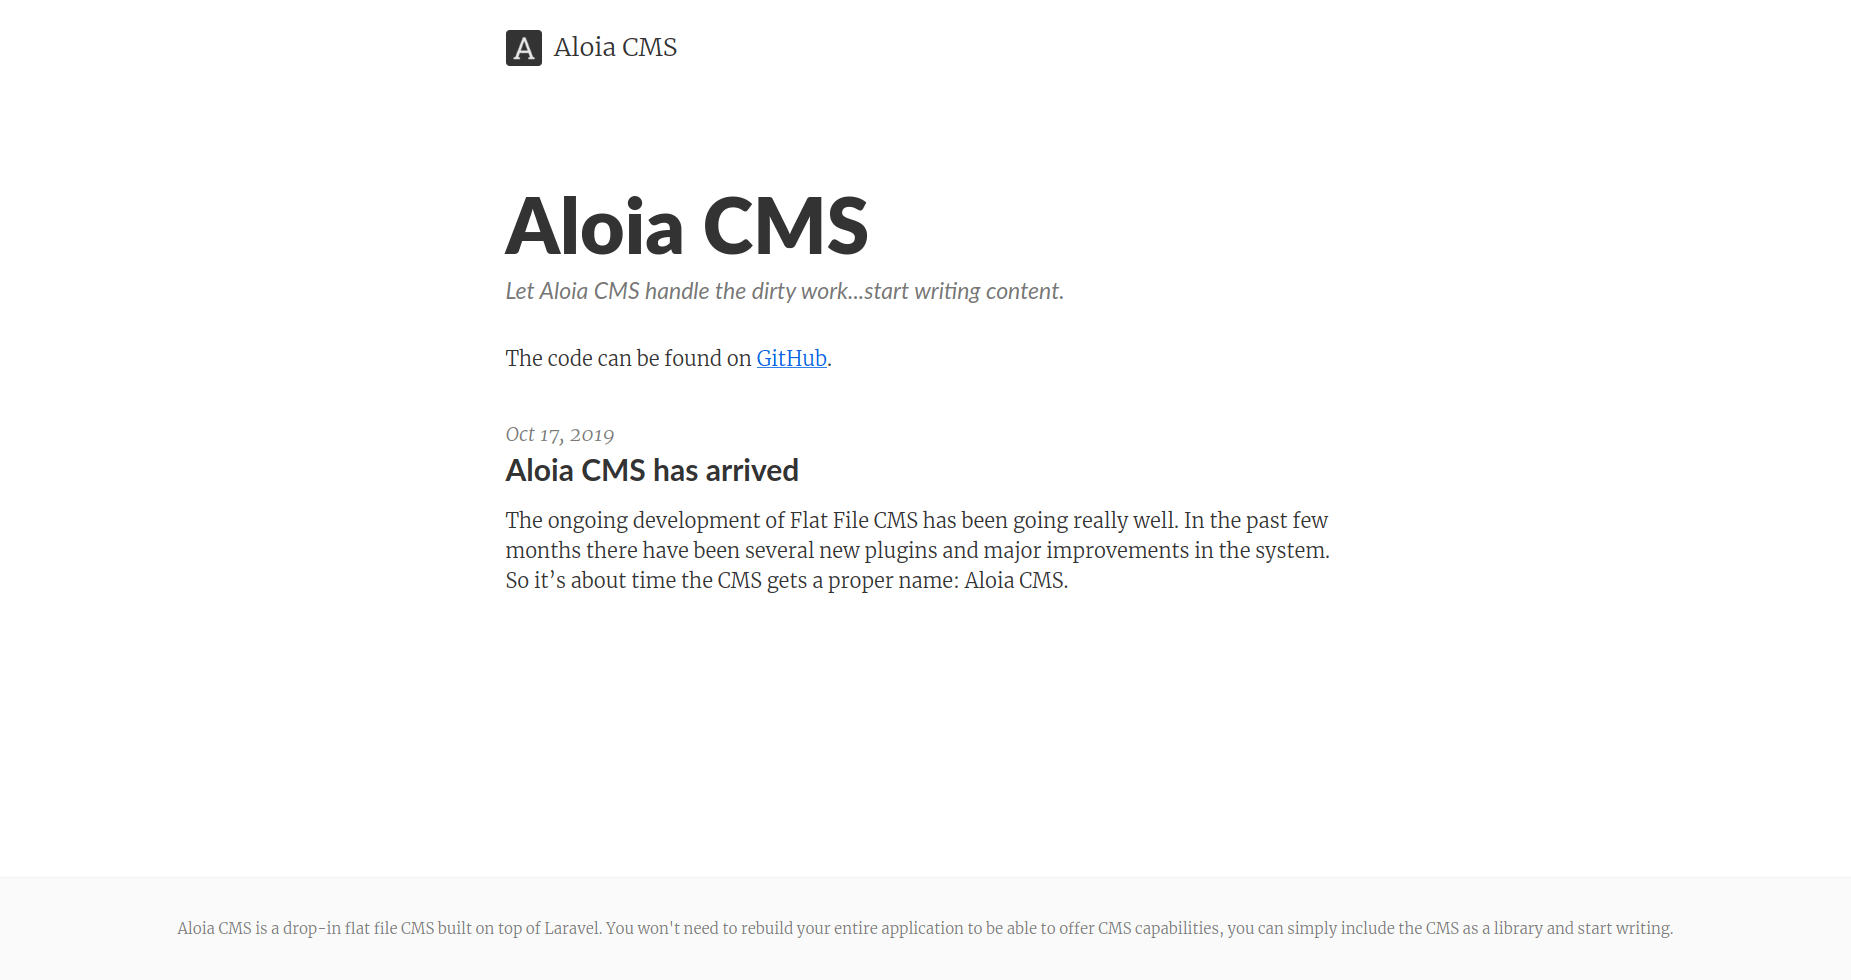 A Aloia CMS
Aloia CMS
Let Aloia CMS handle the dirty work...start writing content.
The code can be found on GitHub.
Oct 17, 2019
Aloia CMS has arrived
The ongoing development of Flat File CMS has been going really well. In the past few
months there have been several new plugins and major improvements in the system.
So it’s about time the CMS gets a proper name: Aloia CMS.
Aloia CMS is a drop-in flat file CMS built on top of Laravel. You won't need to rebuild your entire application to be able to offer CMS capabilities, you can simply include the CMS as a library and start writing.